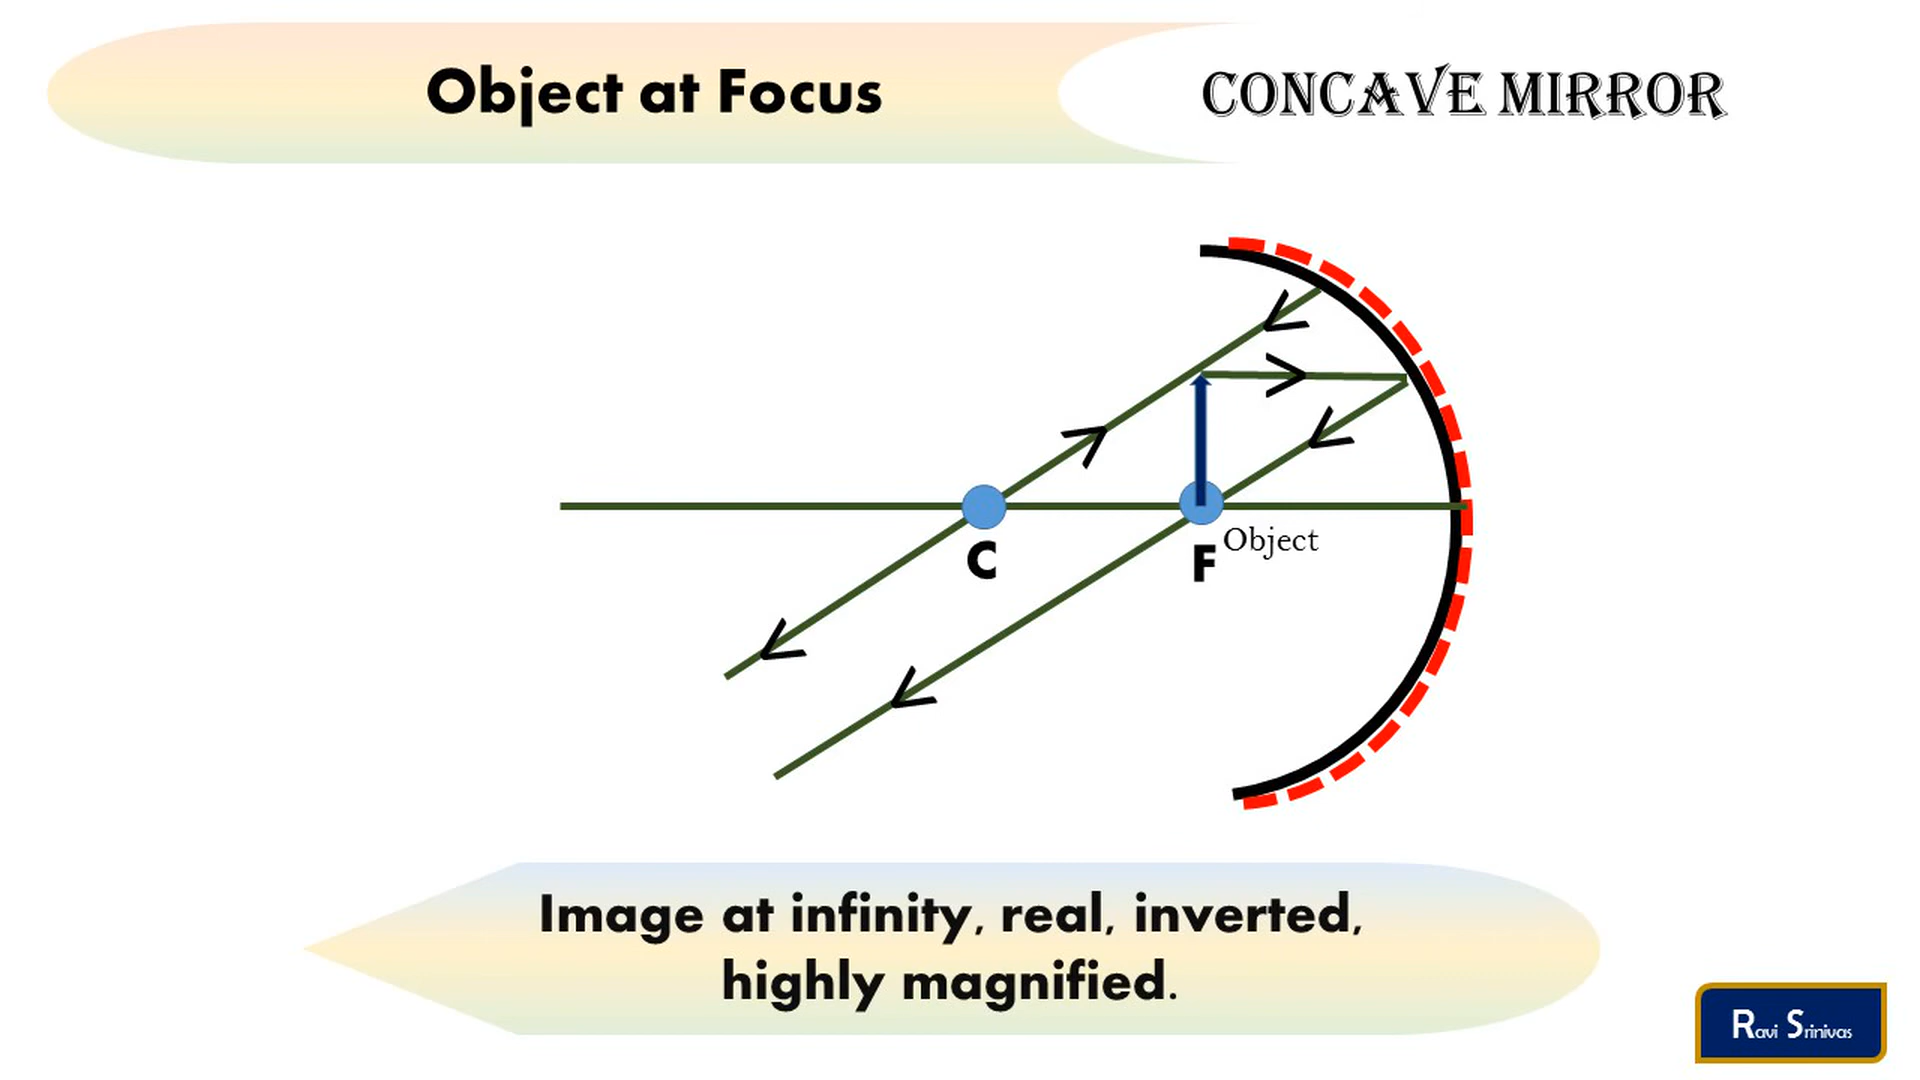 Object at Focus
CONCAVE MIRROR
C
F
Object
Image at infinity, real, inverted,
highly magnified.
Ravi Srinivas